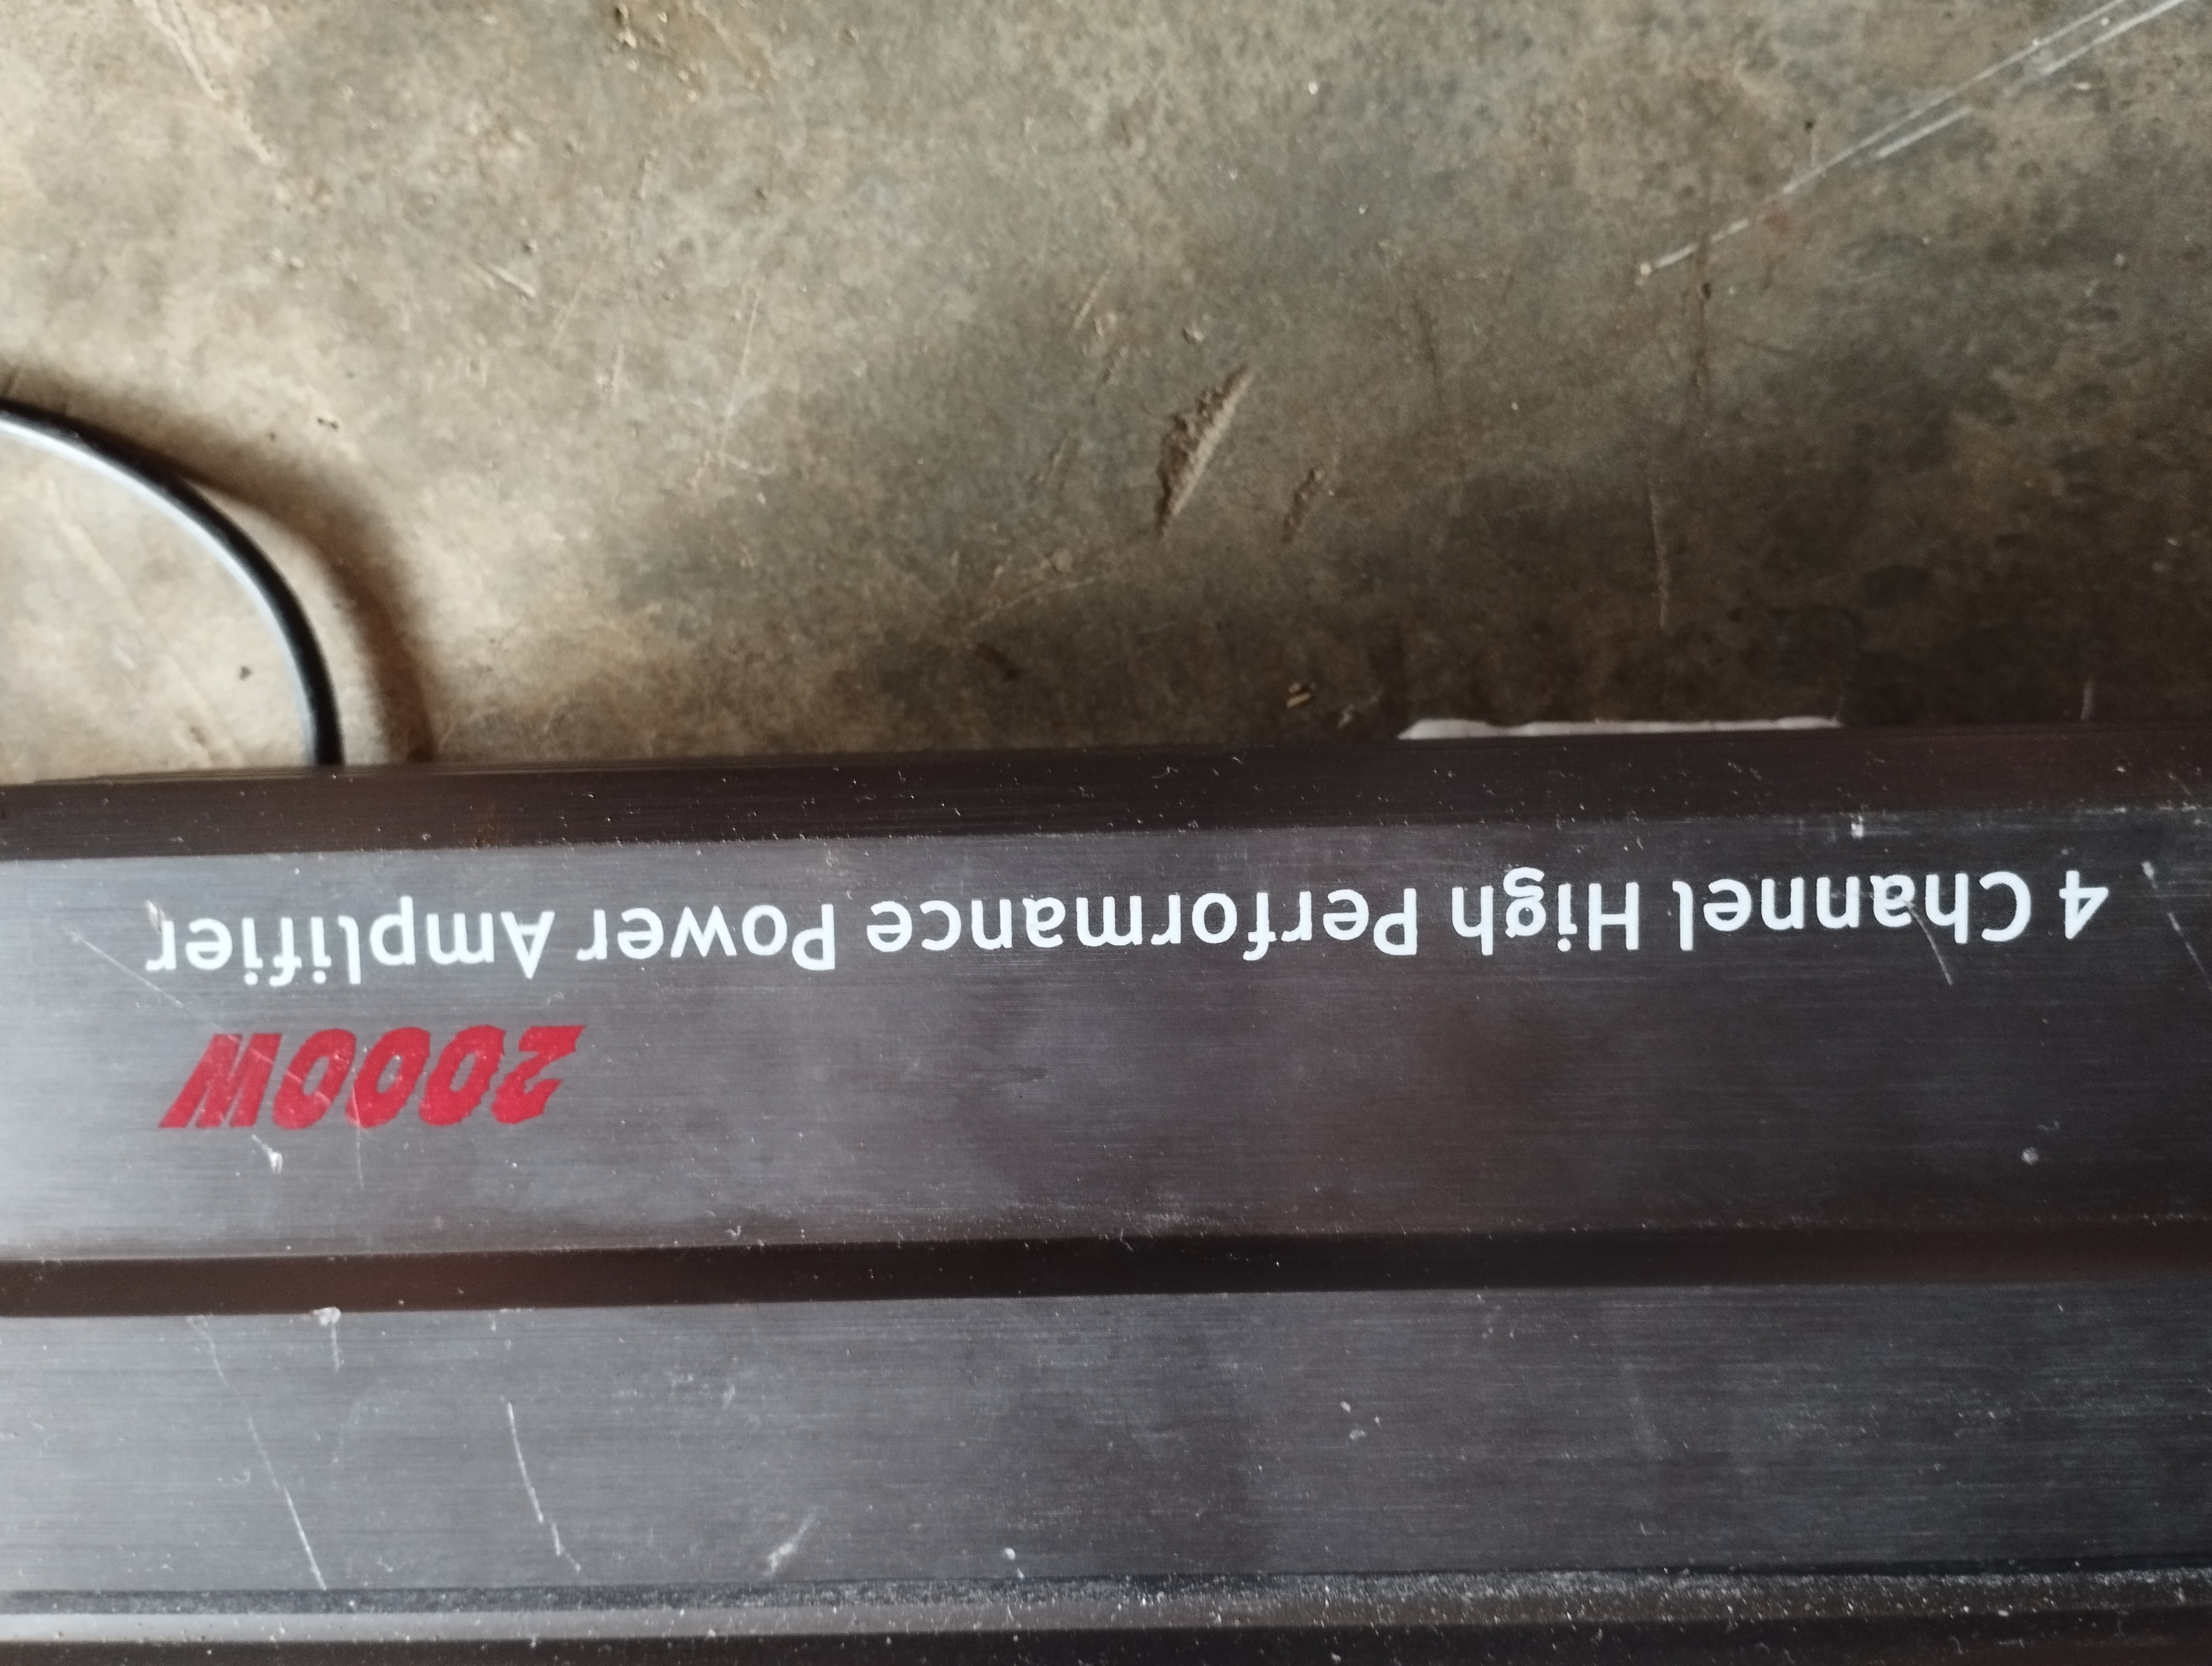 2000W
4 Channel High Performance Power Amplifier